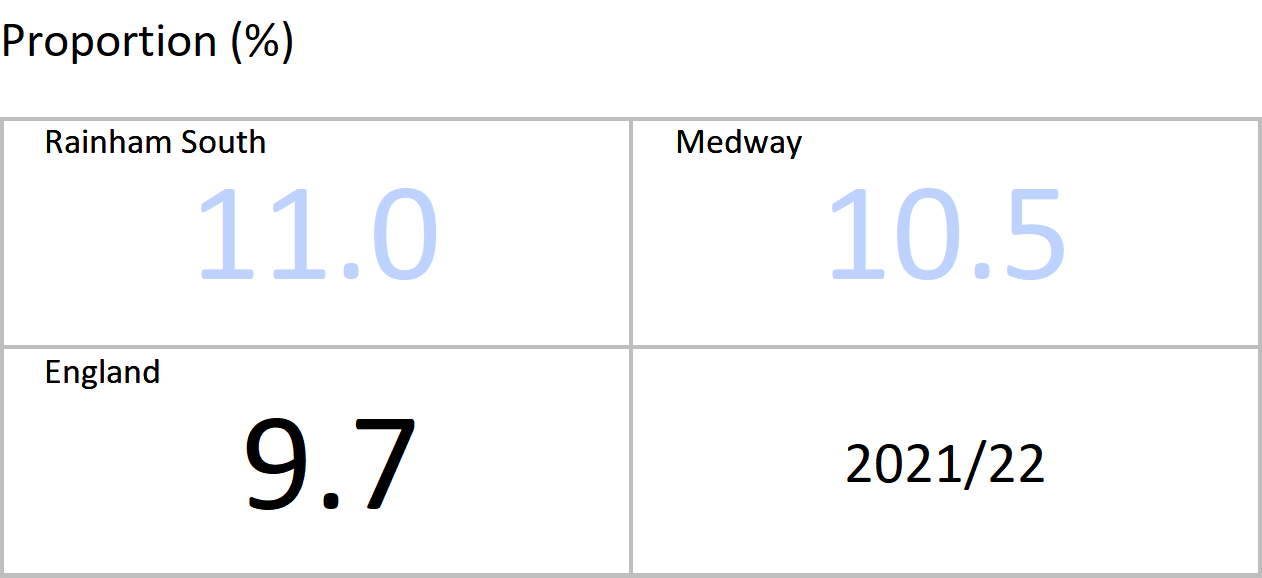 Proportion (%)
Rainham South
11.0
Medway
10.5
England
9.7
2021/22